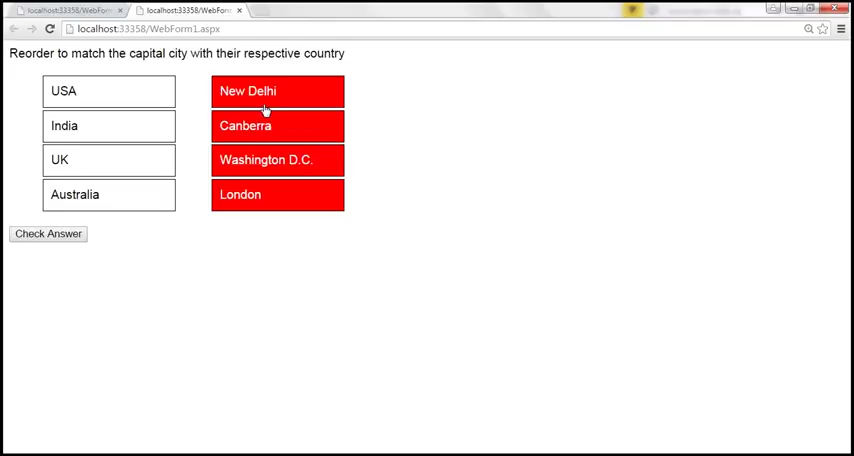 localhost:33358/WebForm
localhost:33358/WebForm
localhost:33358/WebForm1.aspx
Reorder to match the capital city with their respective country
USA
New Delhi
India
Canberra
UK
Washington D.C.
Australia
London
Check Answer